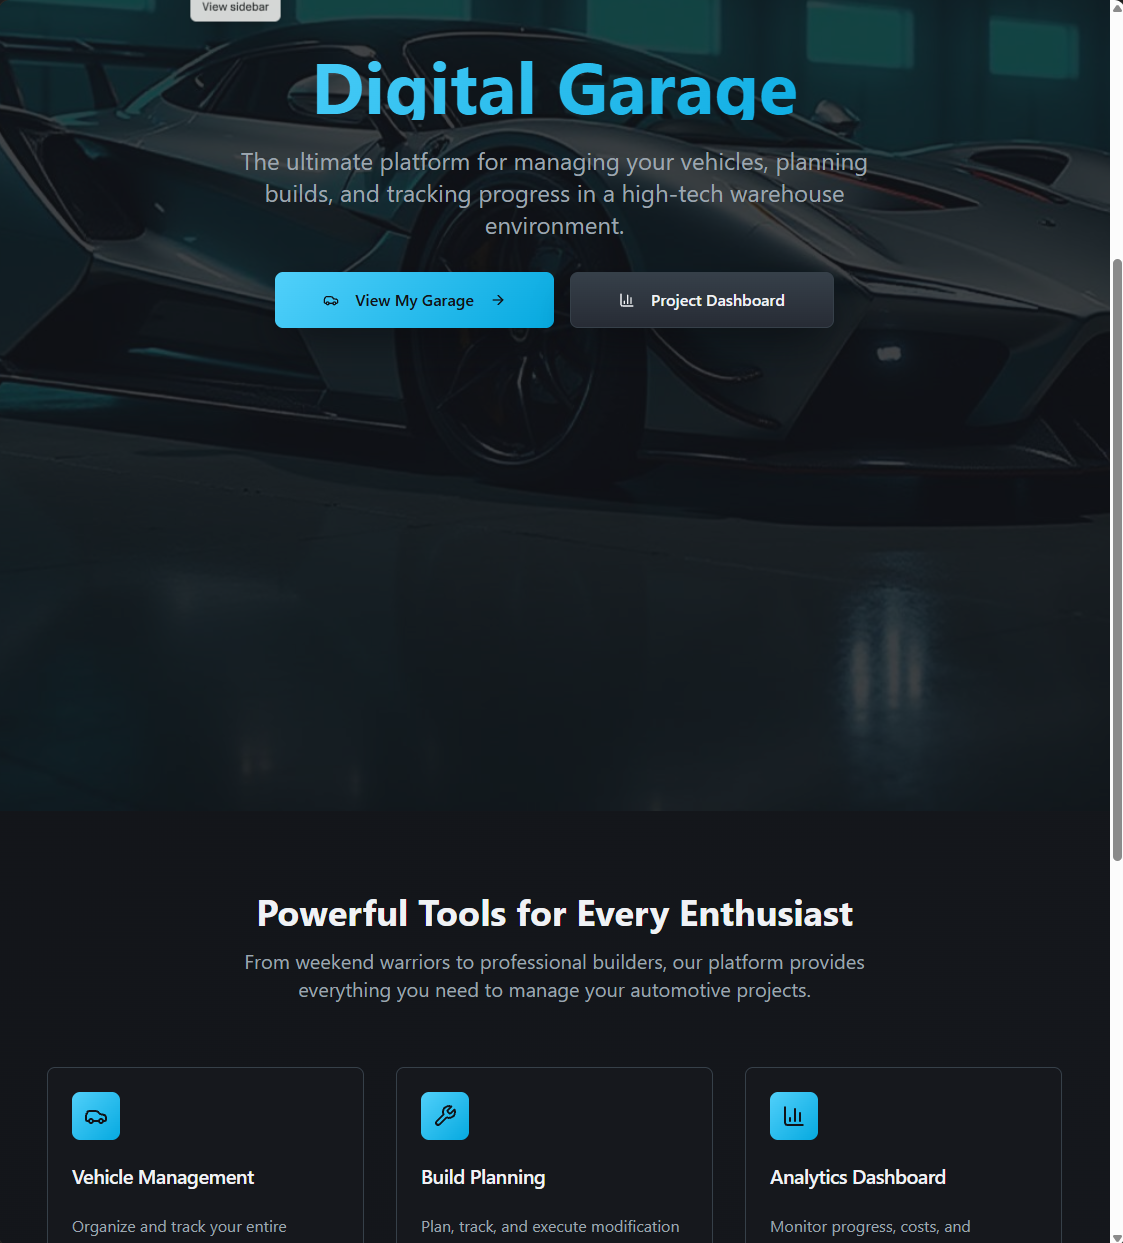 View sidebar
Digital Garage
The ultimate platform for managing your vehicles, planning
builds, and tracking progress in a high-tech warehouse
environment.
View My Garage
Project Dashboard
Powerful Tools for Every Enthusiast
From weekend warriors to professional builders, our platform provides
everything you need to manage your automotive projects.
Vehicle Management
Organize and track your entire
Build Planning
Plan, track, and execute modification
Analytics Dashboard
Monitor progress, costs, and